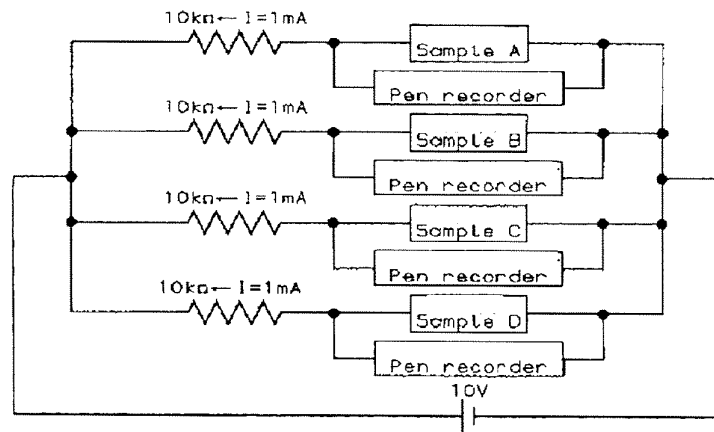 10kΩ← I=1mA
Sample A
Pen recorder
10kΩ← I=1mA
Sample B
Pen recorder
10kΩ← I=1mA
Sample C
Pen recorder
10kΩ← I=1mA
Sample D
Pen recorder
10V